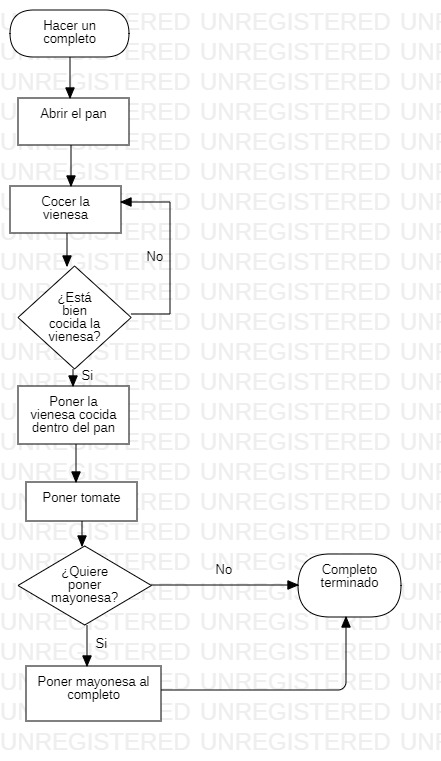 Hacer un
completo
Abrir el pan
Cocer la
vienesa
No
¿Está
bien
cocida la
vienesa?
Si
Poner la
vienesa cocida
dentro del pan
Poner tomate
¿Quiere
poner
mayonesa?
No
Completo
terminado
Si
Poner mayonesa al
completo
UNREGISTERED